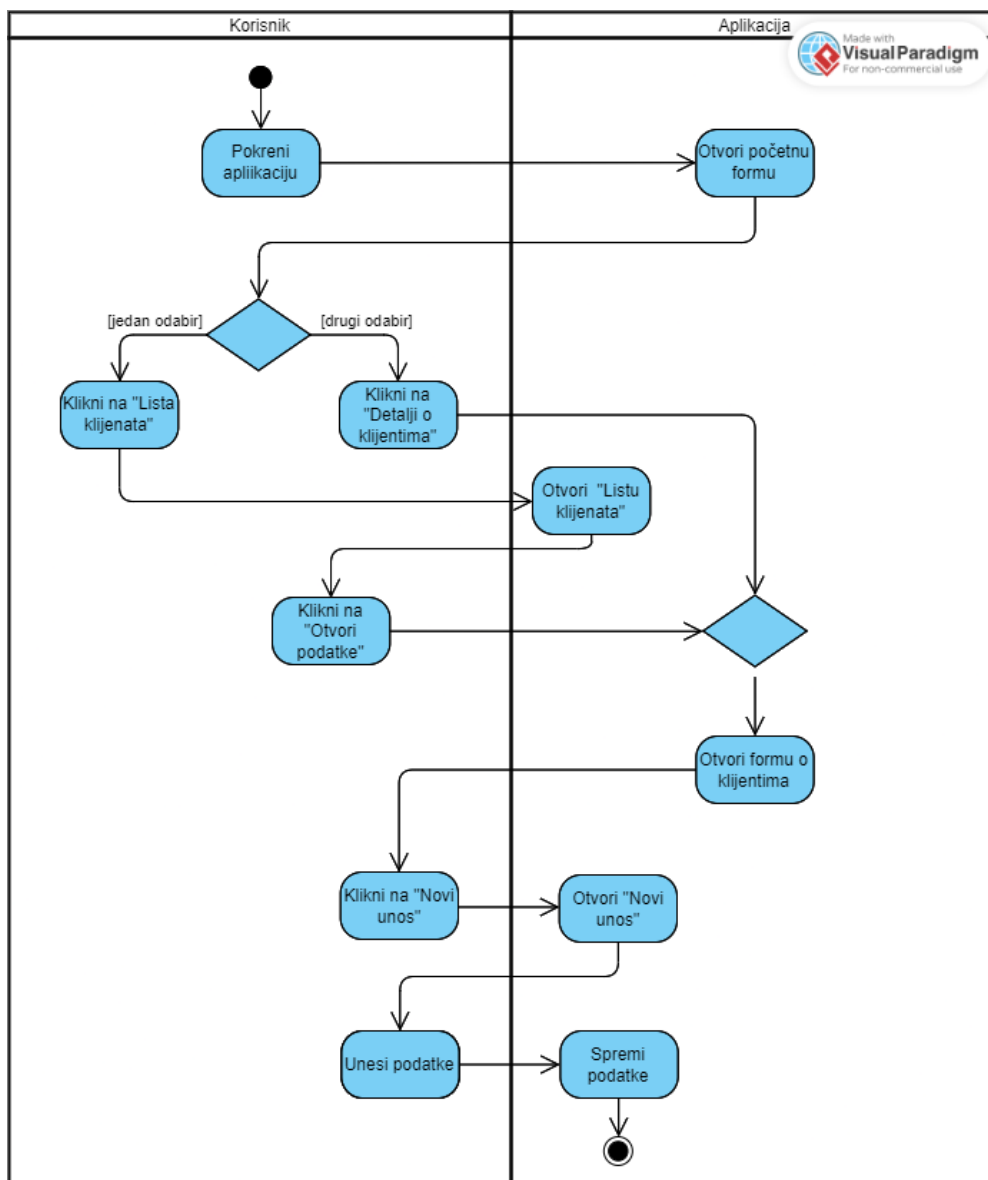 Korisnik
Aplikacija
Made with
Visual Paradigm
For non-commercial use
Pokreni
apliikaciju
Otvori početnu
formu
[jedan odabir]
[drugi odabir]
Klikni na "Lista
klijenata"
Klikni na
"Detalji o
klijentima"
Otvori "Listu
klijenata"
Klikni na
"Otvori
podatke"
Otvori formu o
klijentima
Klikni na "Novi
unos"
Otvori "Novi
unos"
Unesi podatke
Spremi
podatke